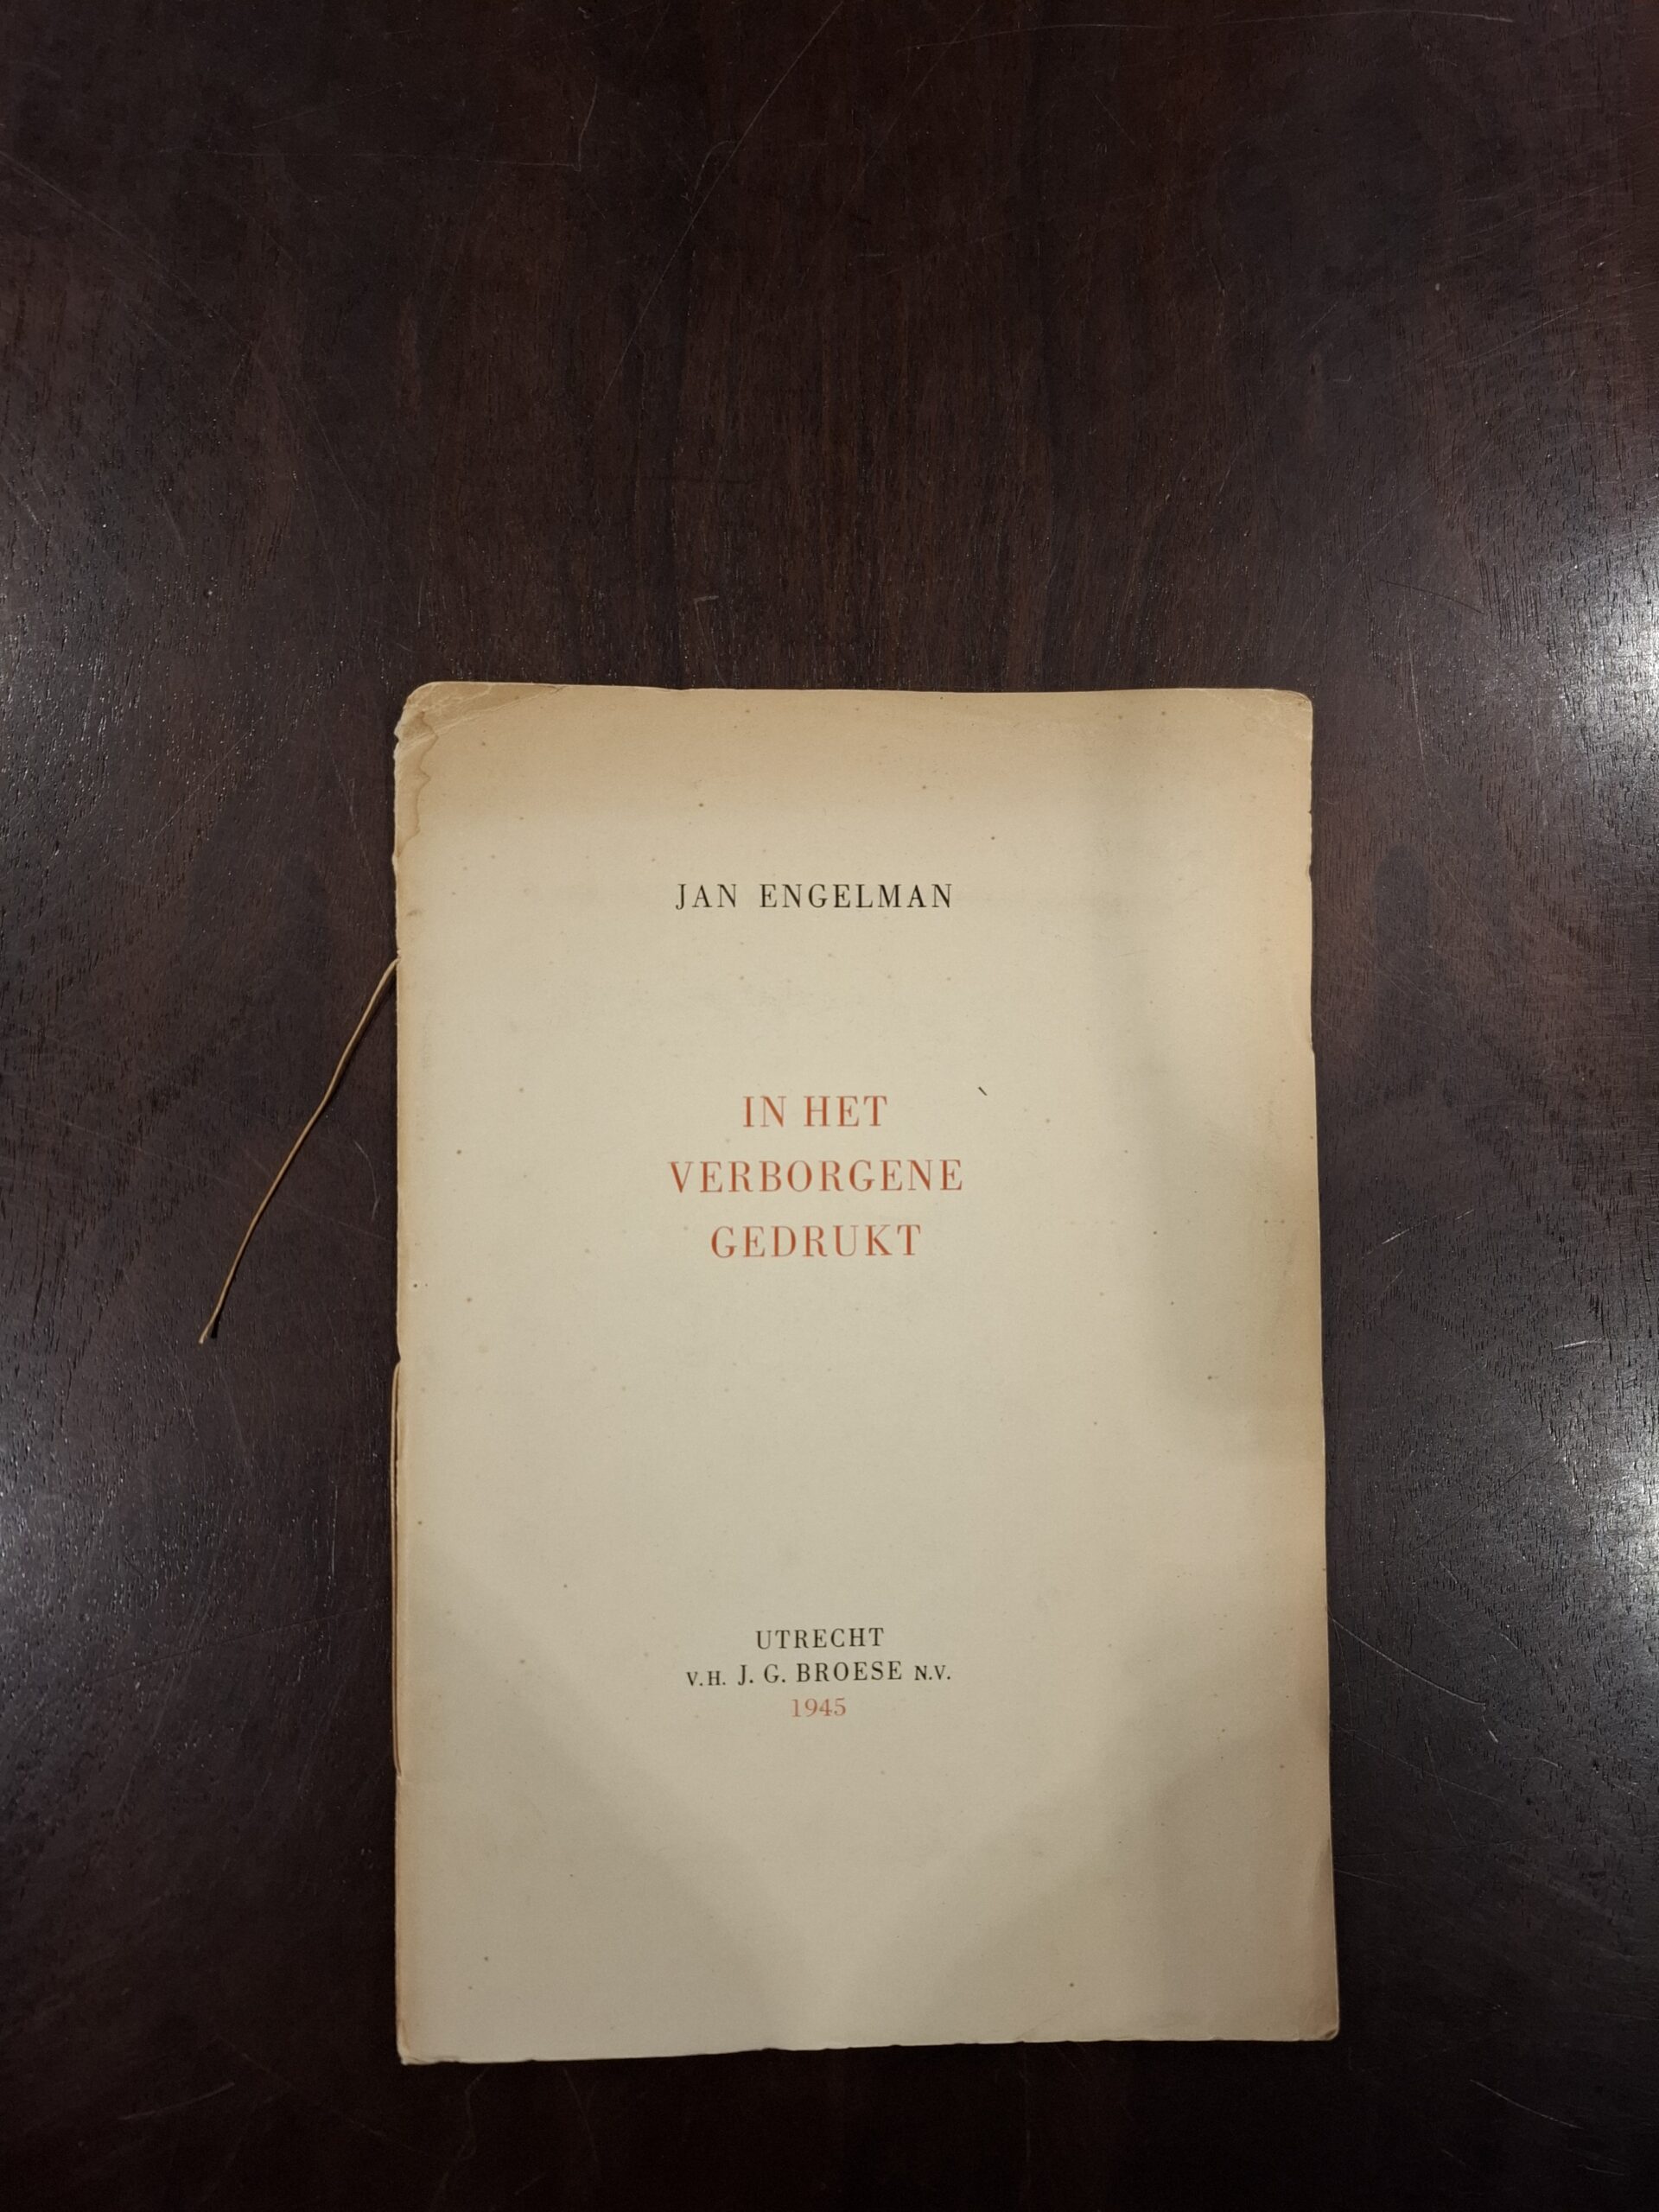 JAN ENGELMAN
IN HET
VERBORGENE
GEDRUKT
UTRECHT
V.H. J. G. BROESE N.V.
1945